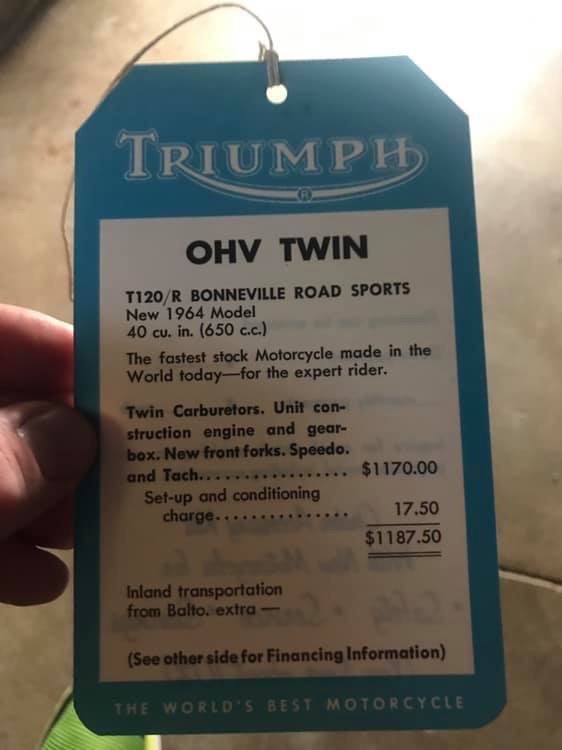 TRIUMPH
®
OHV TWIN
T120/R BONNEVILLE ROAD SPORTS
New 1964 Model
40 cu. in. (650 c.c.)
The fastest stock Motorcycle made in the
World today—for the expert rider.
Twin Carburetors. Unit con-
struction engine and gear-
box. New front forks. Speedo.
and Tach................ $1170.00
Set-up and conditioning
charge............... 17.50
$1187.50
Inland transportation
from Balto. extra —
(See other side for Financing Information)
THE WORLD'S BEST MOTORCYCLE